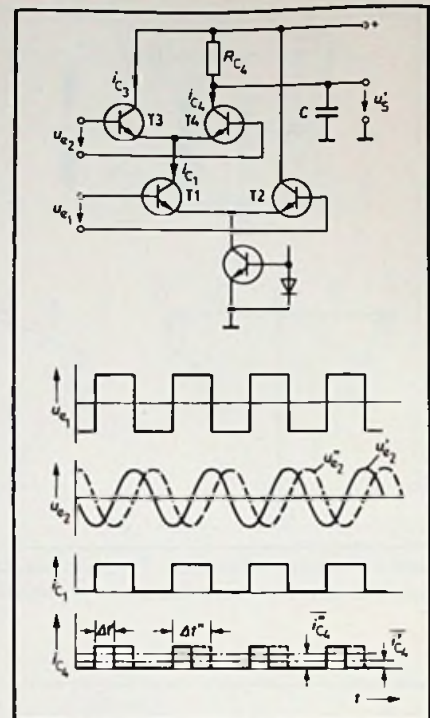 +
R_C4
i_C3
i_C4
T3
T4
C
u'_S
u_e2
i_C1
u_e1
T1
T2
u_e1
u_e2
u''_e2
u'_e2
i_C1
i_C4
Δt'
Δt''
i''_C4
i'_C4
t